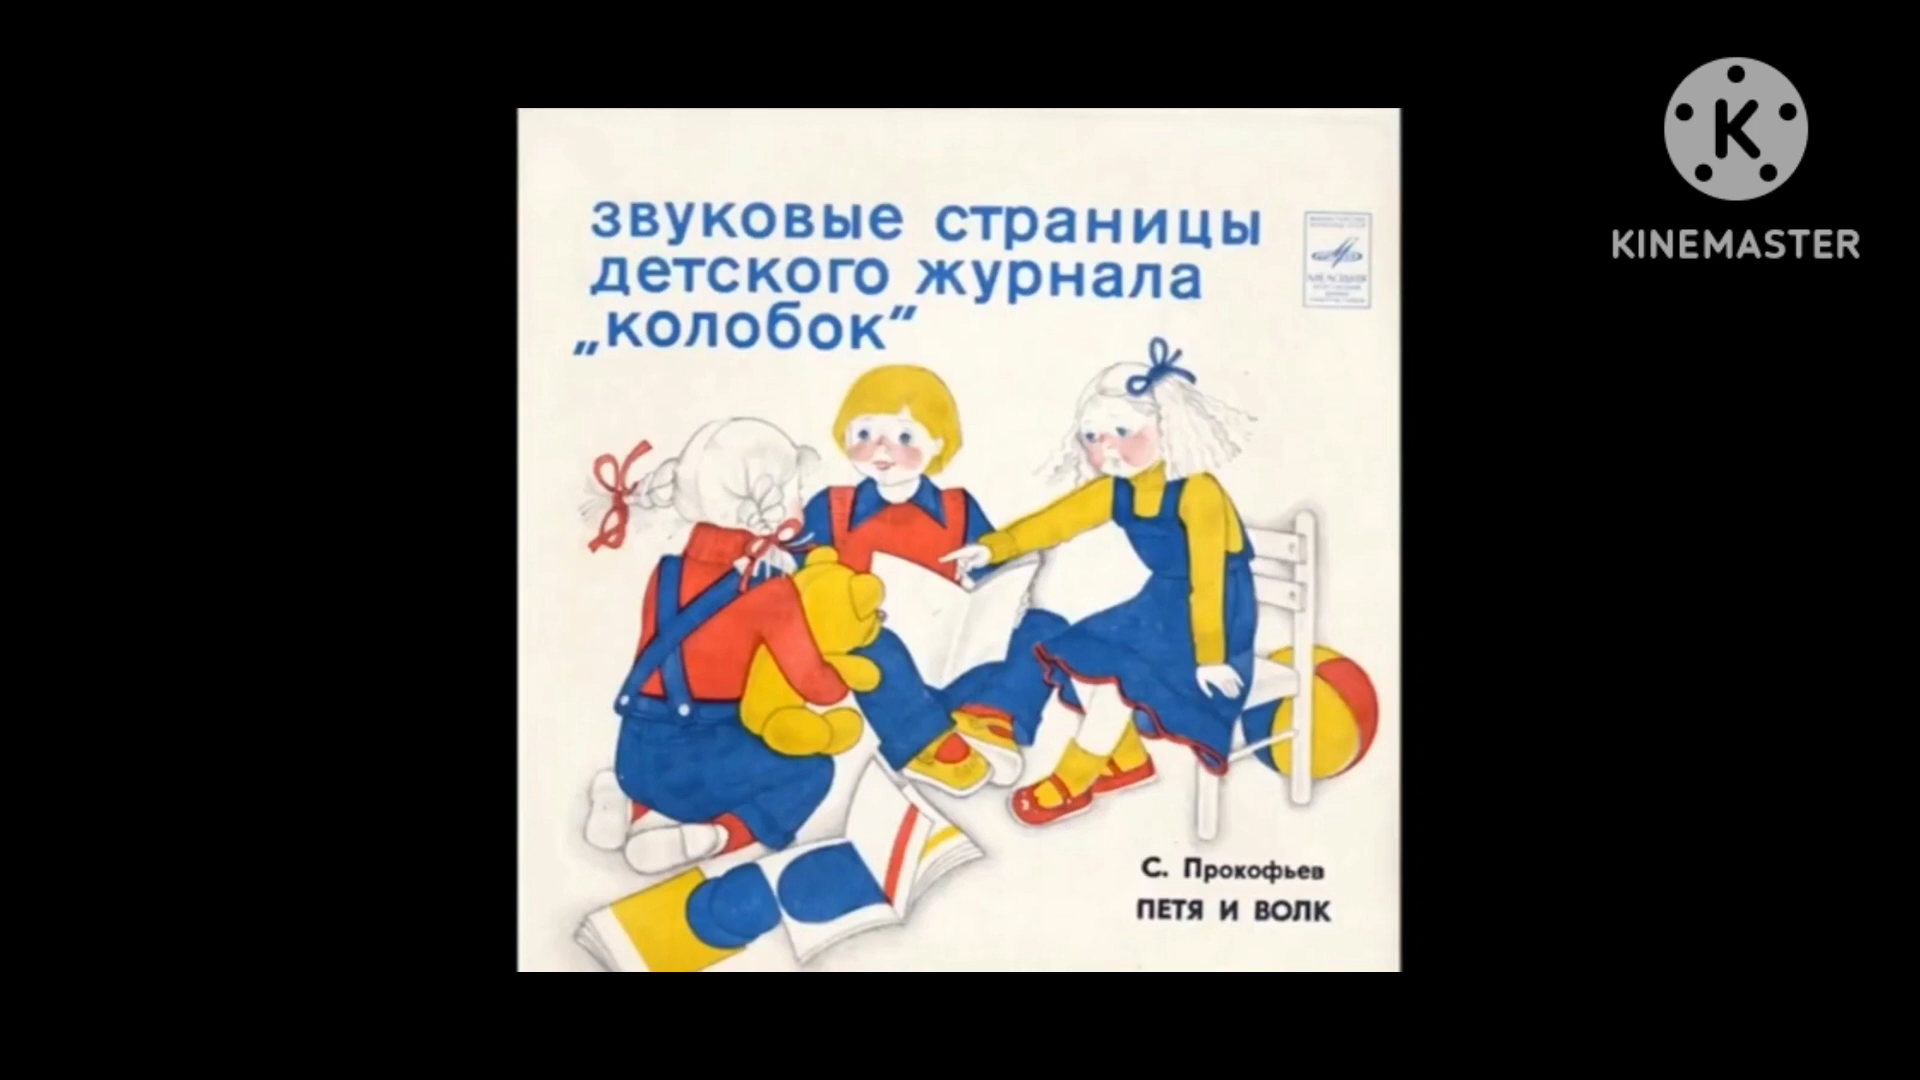 звуковые страницы
детского журнала
„колобок“
С. Прокофьев
ПЕТЯ И ВОЛК
K
KINEMASTER